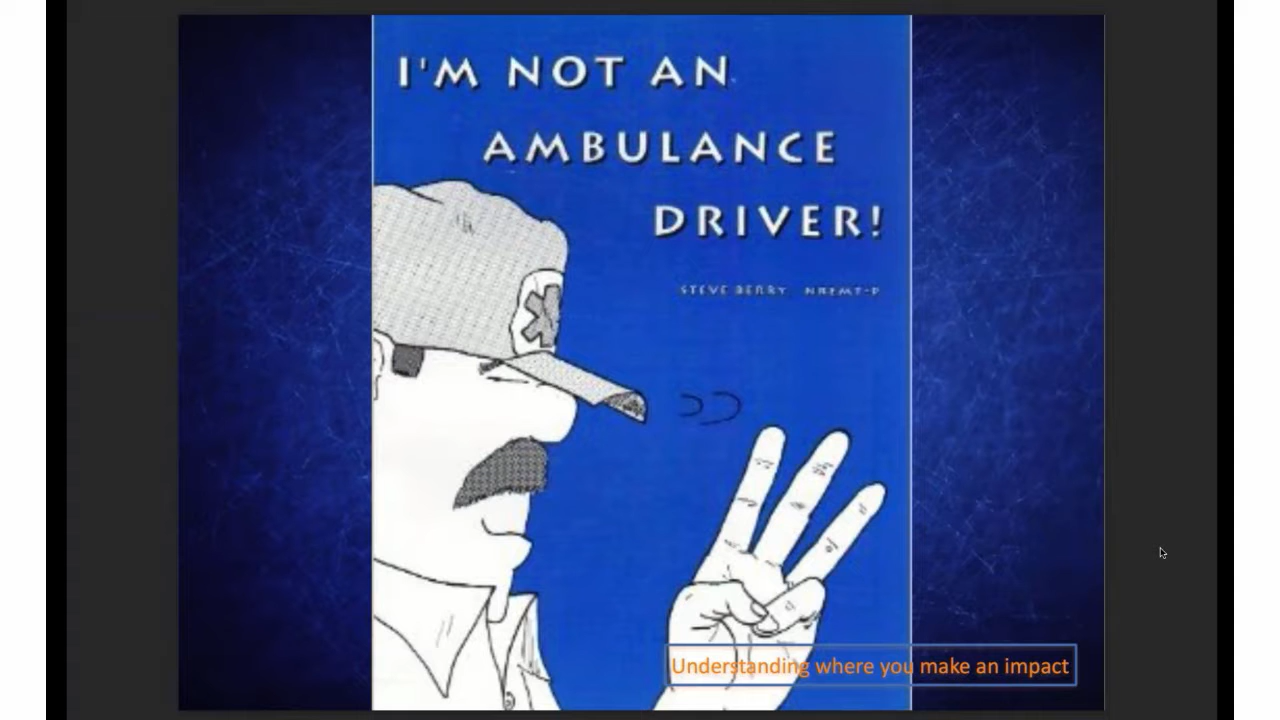 I'M NOT AN
AMBULANCE
DRIVER!
STEVE BERRY, NREMT-P
Understanding where you make an impact